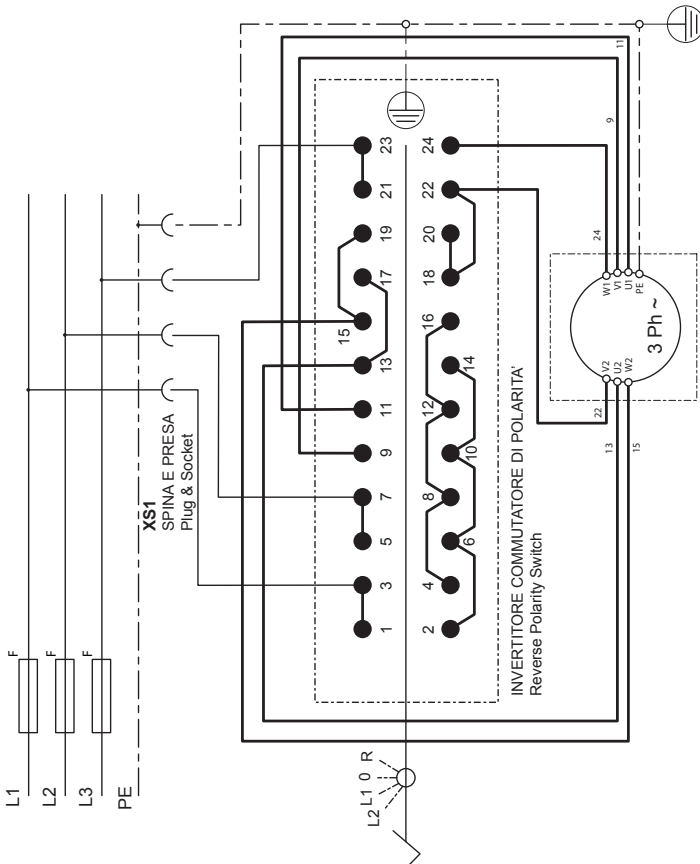 L1
L2
L3
PE
F
F
F
XS1
SPINA E PRESA
Plug & Socket
L2 L1 0 R
1 3 5 7 9 11 13 15 17 19 21 23
2 4 6 8 10 12 14 16 18 20 22 24
INVERTITORE COMMUTATORE DI POLARITA'
Reverse Polarity Switch
22
13
15
V2
U2
W2
3 Ph ~
W1
V1
U1
PE
24
9
11